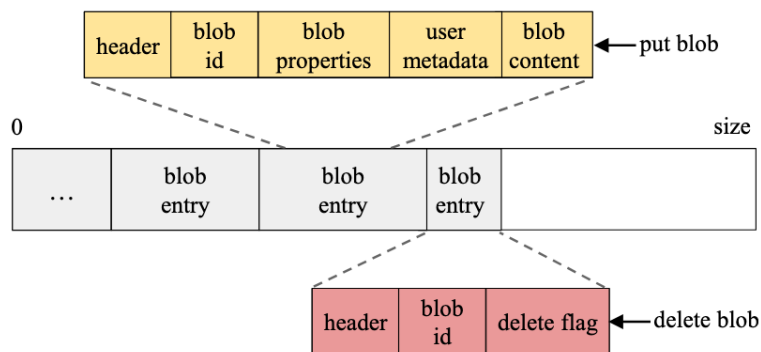 header blob id blob properties user metadata blob content put blob
0 size
... blob entry blob entry blob entry
header blob id delete flag delete blob